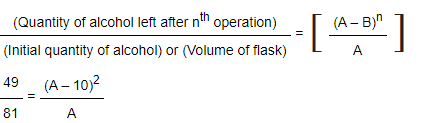 (Quantity of alcohol left after nth operation)
(Initial quantity of alcohol) or (Volume of flask)
= [ (A – B)ⁿ
A ]
49
81
= (A – 10)²
A